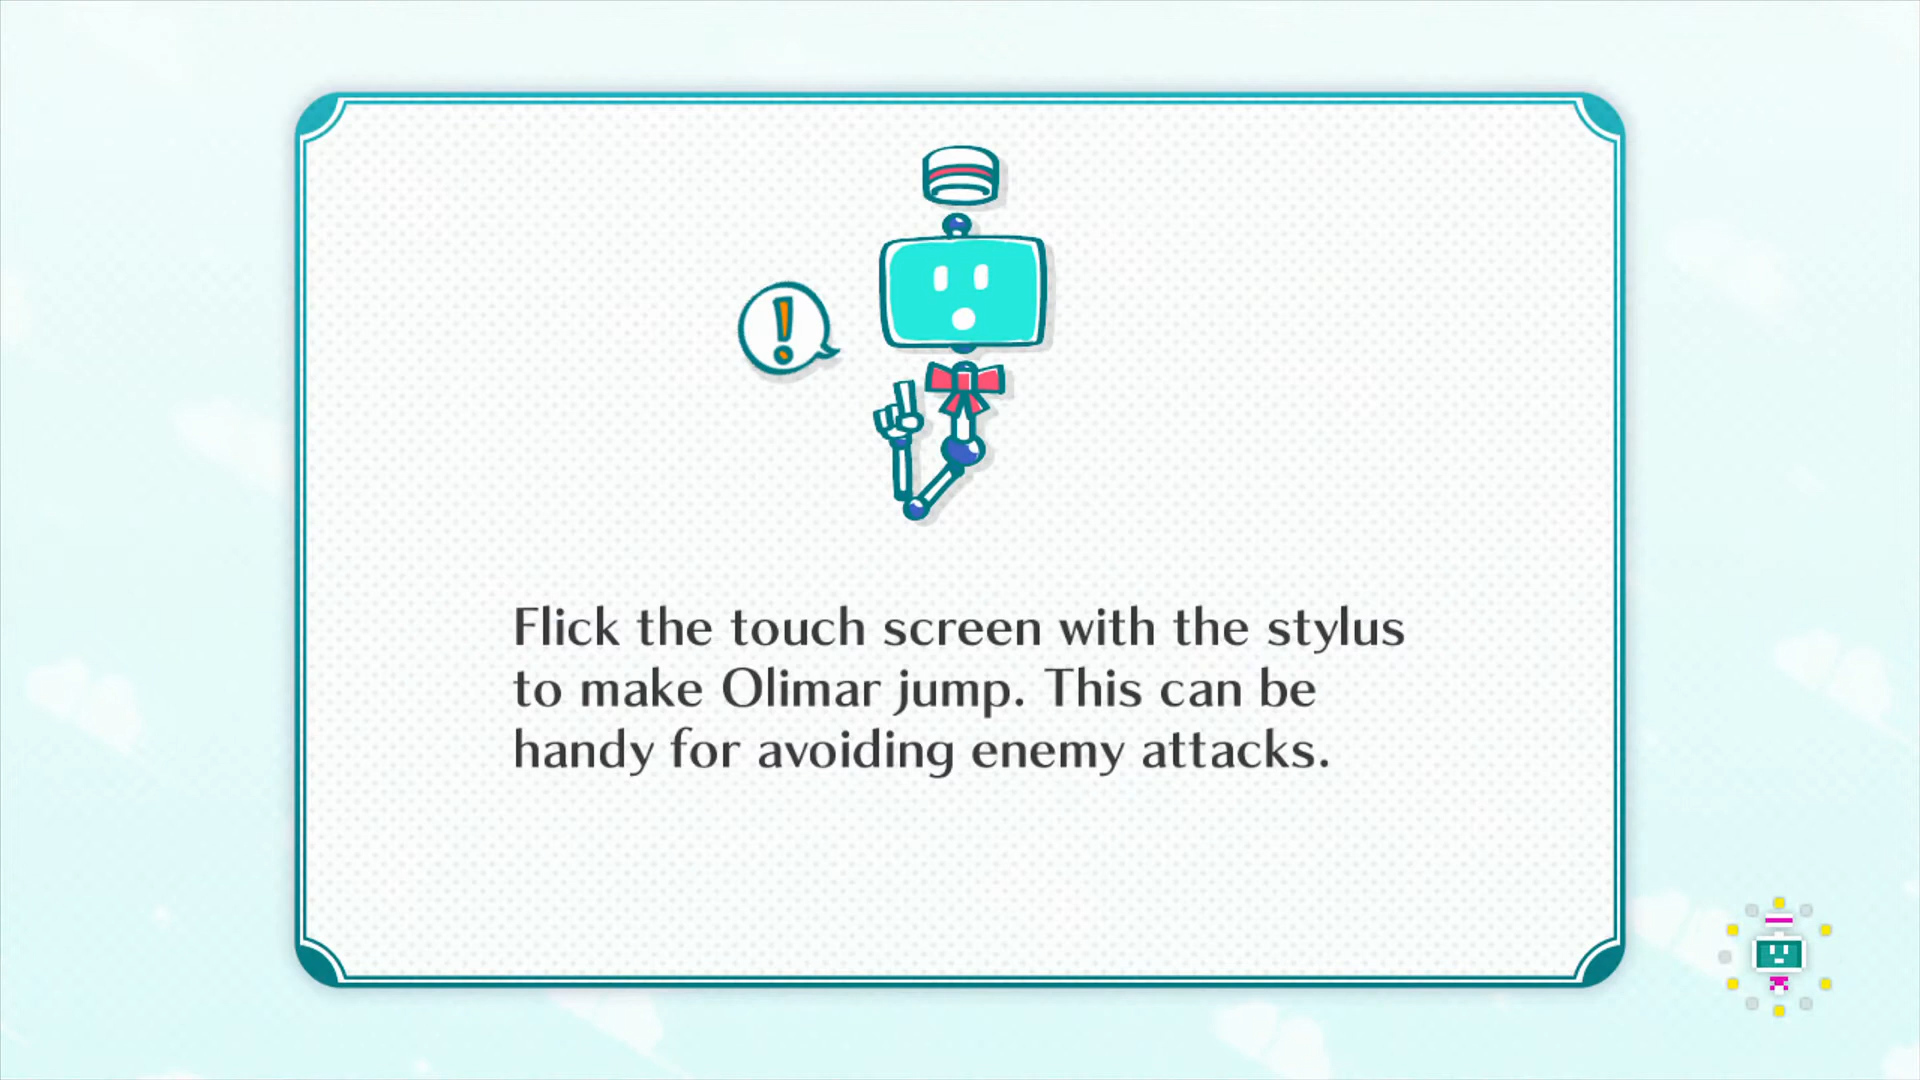 !
Flick the touch screen with the stylus
to make Olimar jump. This can be
handy for avoiding enemy attacks.